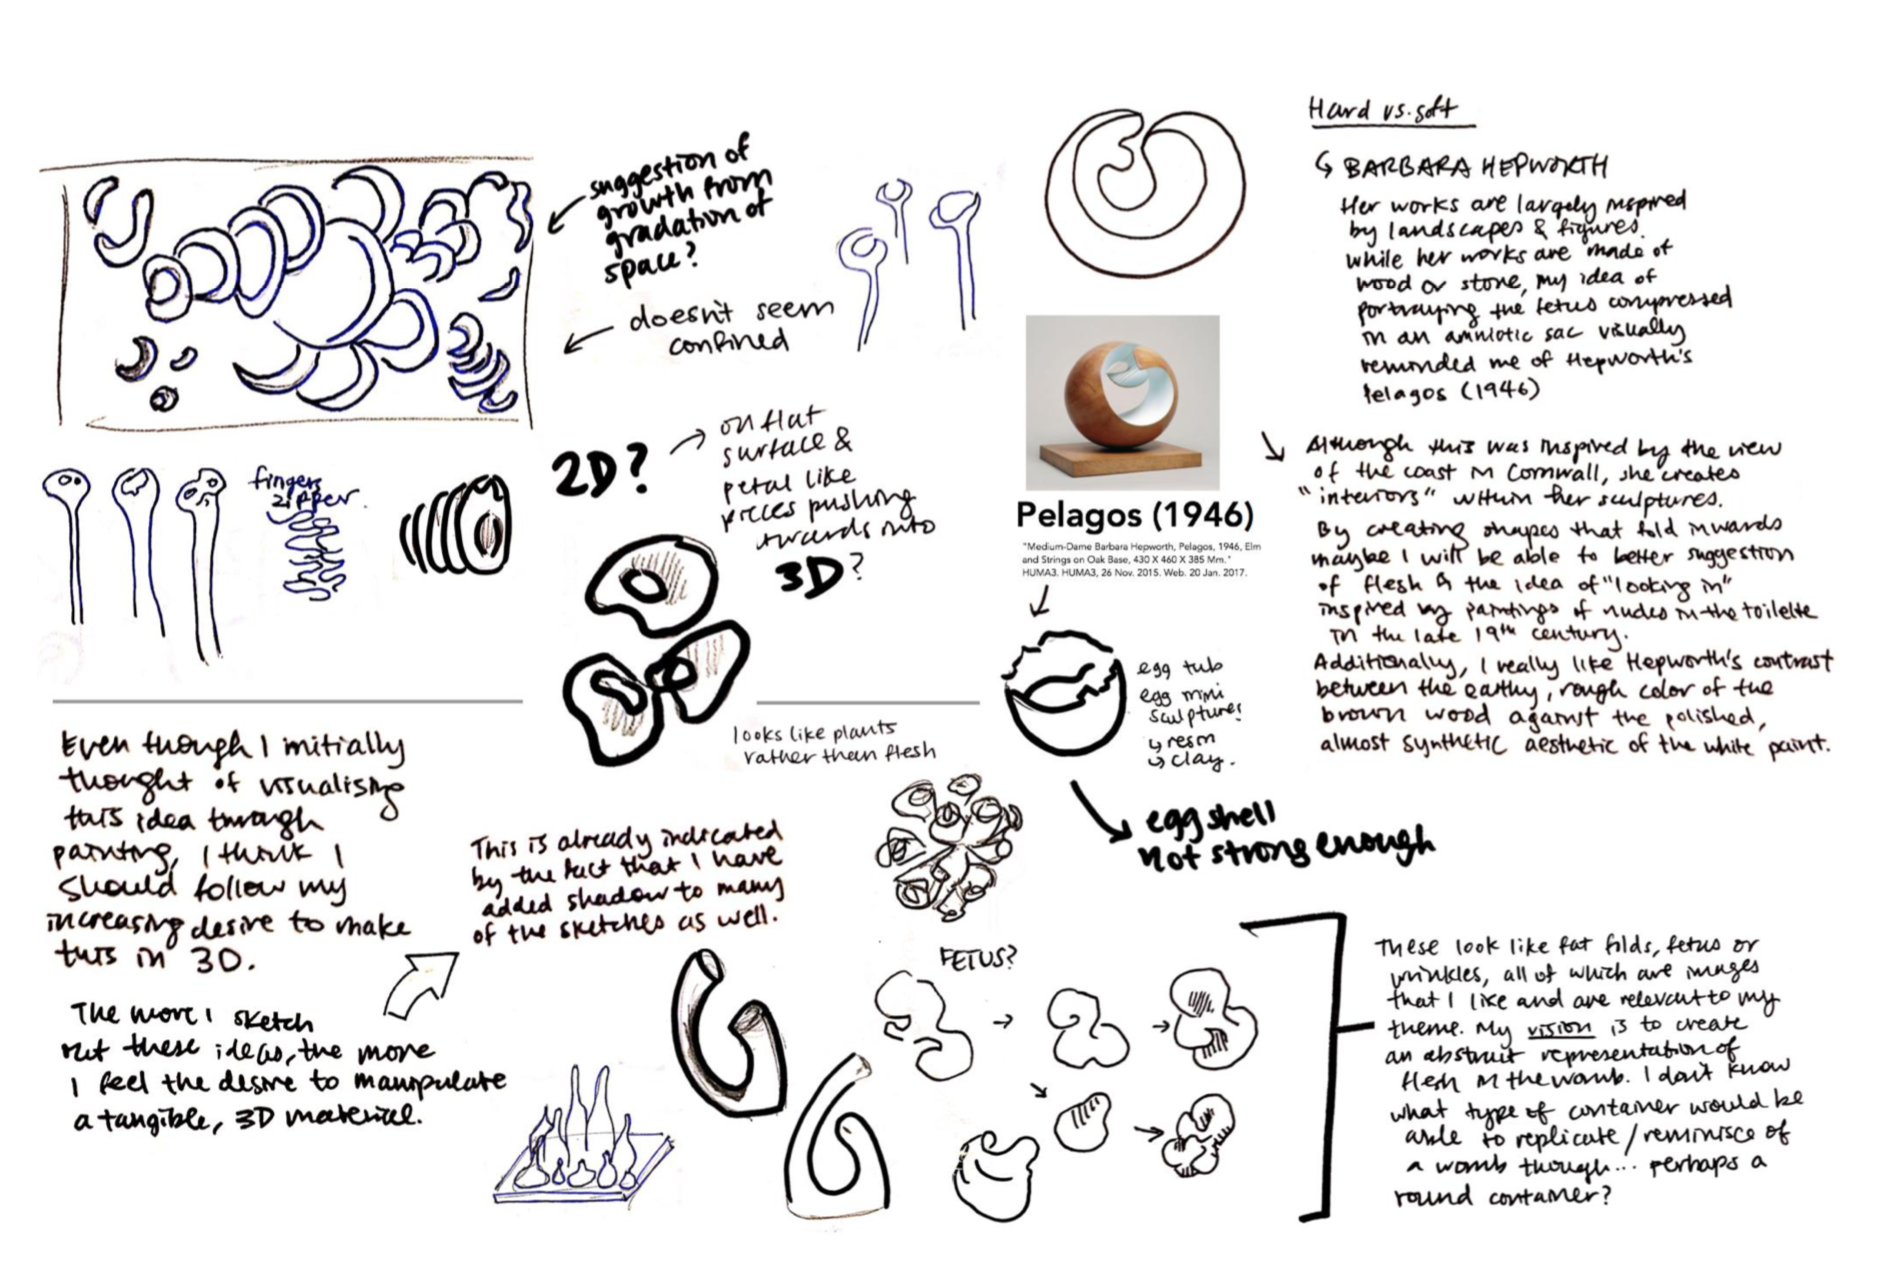 suggestion of
growth from
gradation of
space?
doesn't seem
confined
fingers
zipper
2D?
on flat
surface &
petal like
pieces pushing
towards into
3D?
looks like plants
rather than flesh
Even though I initially
thought of visualising
this idea through
painting, I think I
should follow my
increasing desire to make
this in 3D.
The more I sketch
out these ideas, the more
I feel the desire to manipulate
a tangible, 3D material.
This is already indicated
by the fact that I have
added shadow to many
of the sketches as well.
Hard vs. soft
↳ BARBARA HEPWORTH
Her works are largely inspired
by landscapes & figures.
while her works are made of
wood or stone, my idea of
portraying the fetus compressed
in an amniotic sac visually
reminded me of Hepworth's
Pelagos (1946)
Although this was inspired by the view
of the coast in Cornwall, she creates
"interiors" within her sculptures.
By creating shapes that fold inwards
maybe I will be able to better suggestion
of flesh & the idea of "looking in"
inspired by paintings of nudes in the toilette
in the late 19th century.
Additionally, I really like Hepworth's contrast
between the earthy, rough color of the
brown wood against the polished,
almost synthetic aesthetic of the white paint.
Pelagos (1946)
"Medium-Dame Barbara Hepworth, Pelagos, 1946, Elm
and Strings on Oak Base, 430 X 460 X 385 Mm."
HUMA3. HUMA3, 26 Nov. 2015. Web. 20 Jan. 2017.
egg tub
egg mini
sculptures
↳ resin
↳ clay.
egg shell
not strong enough
FETUS?
These look like fat folds, fetus or
wrinkles, all of which are images
that I like and are relevant to my
theme. My vision is to create
an abstract representation of
flesh in the womb. I don't know
what type of container would be
able to replicate/reminisce of
a womb though... perhaps a
round container?